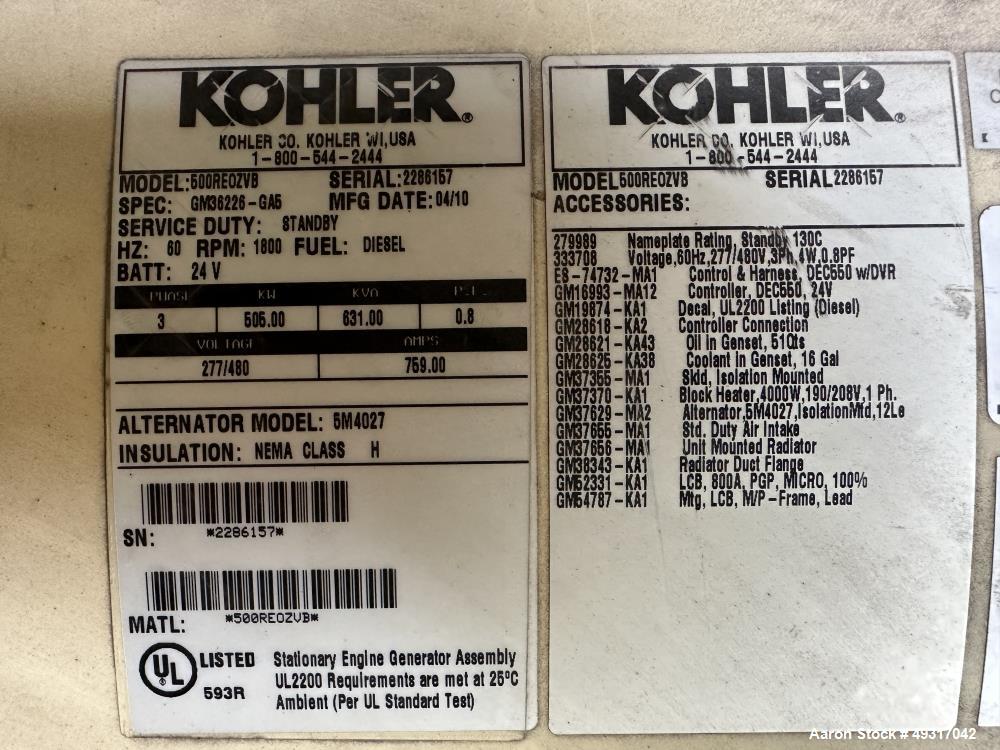 KOHLER®
KOHLER CO. KOHLER WI,USA
1-800-544-2444
MODEL:500REOZVB SERIAL:2286157
SPEC: GM36226-GA5 MFG DATE:04/10
SERVICE DUTY: STANDBY
HZ: 60 RPM: 1800 FUEL: DIESEL
BATT: 24 V
PHASE KW KVA P.F.
3 505.00 631.00 0.8
VOLTAGE AMPS
277/480 759.00
ALTERNATOR MODEL: 5M4027
INSULATION: NEMA CLASS H
SN: *2286157*
MATL: *500REOZVB*
UL LISTED 593R
Stationary Engine Generator Assembly
UL2200 Requirements are met at 25°C
Ambient (Per UL Standard Test)
KOHLER®
KOHLER CO. KOHLER WI,USA
1-800-544-2444
MODEL 500REOZVB SERIAL 2286157
ACCESSORIES:
279989 Nameplate Rating, Standby 130C
333708 Voltage,60Hz,277/480V,3Ph,4W,0.8PF
E8-74732-MA1 Control & Harness, DEC550 w/DVR
GM16993-MA12 Controller, DEC550, 24V
GM19874-KA1 Decal, UL2200 Listing (Diesel)
GM28618-KA2 Controller Connection
GM28621-KA43 Oil in Genset, 51Qts
GM28625-KA38 Coolant in Genset, 16 Gal
GM37355-MA1 Skid, Isolation Mounted
GM37370-KA1 Block Heater,4000W,190/208V,1 Ph.
GM37629-MA2 Alternator,5M4027,IsolationMtd,12Le
GM37655-MA1 Std. Duty Air Intake
GM37656-MA1 Unit Mounted Radiator
GM38343-KA1 Radiator Duct Flange
GM52331-KA1 LCB, 800A, PGP, MICRO, 100%
GM54787-KA1 Mtg, LCB, M/P-Frame, Lead
Aaron Stock # 49317042